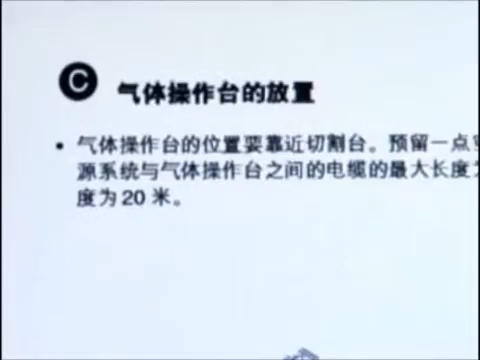 C 气体操作台的放置
• 气体操作台的位置要靠近切割台。预留一点
源系统与气体操作台之间的电缆的最大长度为
度为 20 米。